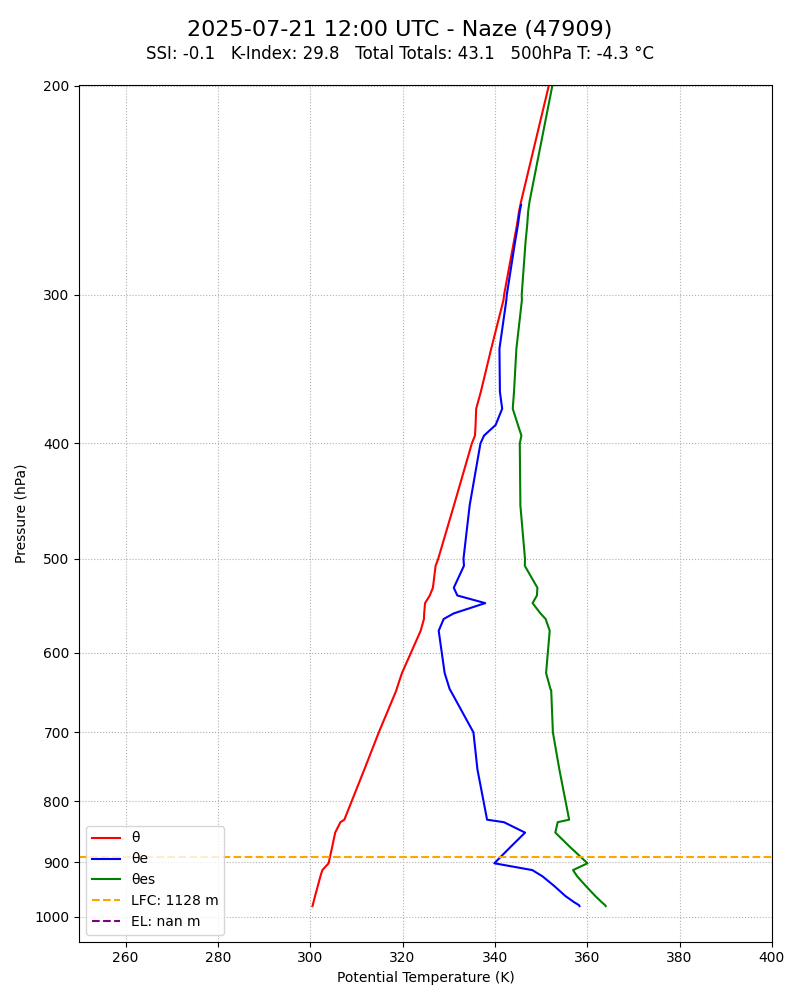 2025-07-21 12:00 UTC - Naze (47909)
SSI: -0.1 K-Index: 29.8 Total Totals: 43.1 500hPa T: -4.3 °C
200
300
400
500
600
700
800
900
1000
Pressure (hPa)
θ
θe
θes
LFC: 1128 m
EL: nan m
260 280 300 320 340 360 380 400
Potential Temperature (K)